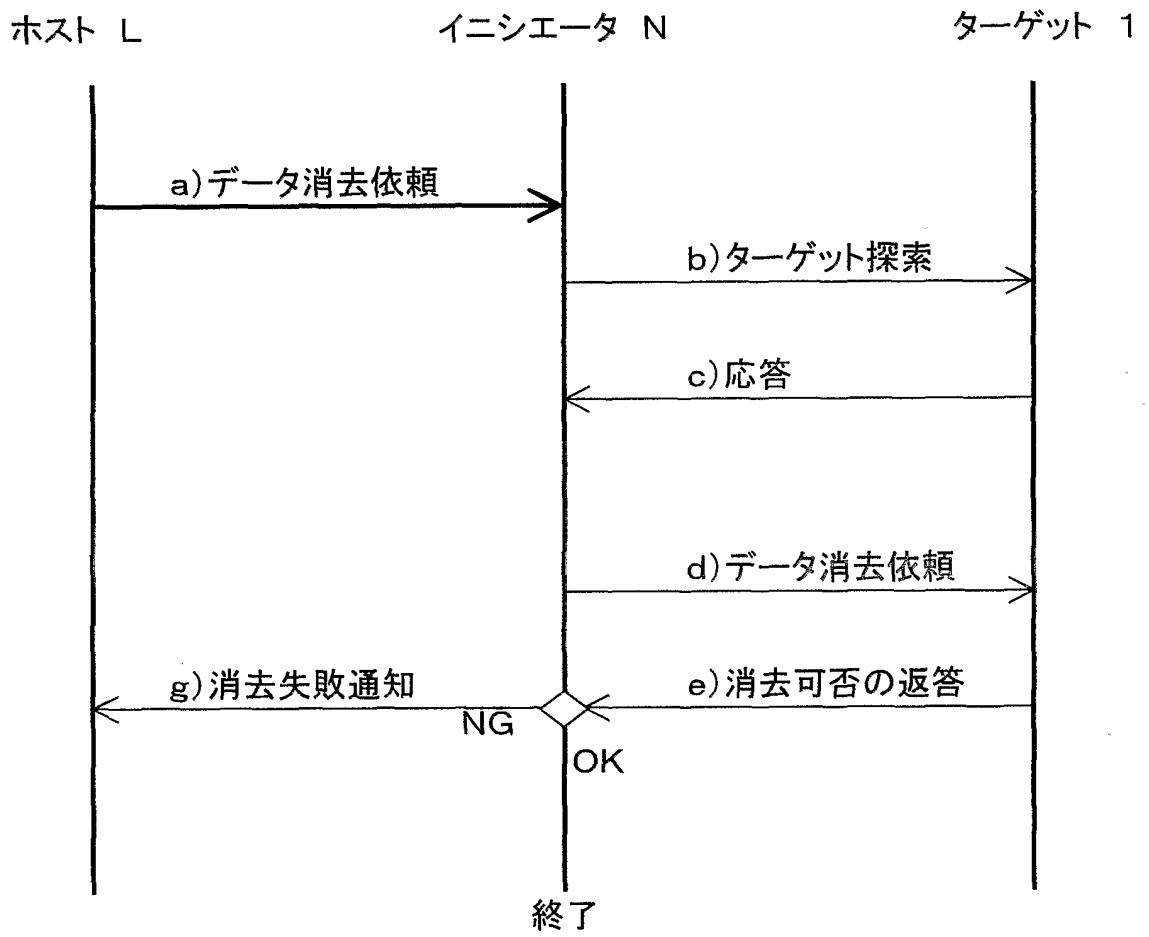 ホスト L
イニシエータ N
ターゲット 1
a)データ消去依頼
b)ターゲット探索
c)応答
d)データ消去依頼
g)消去失敗通知
e)消去可否の返答
NG
OK
終了